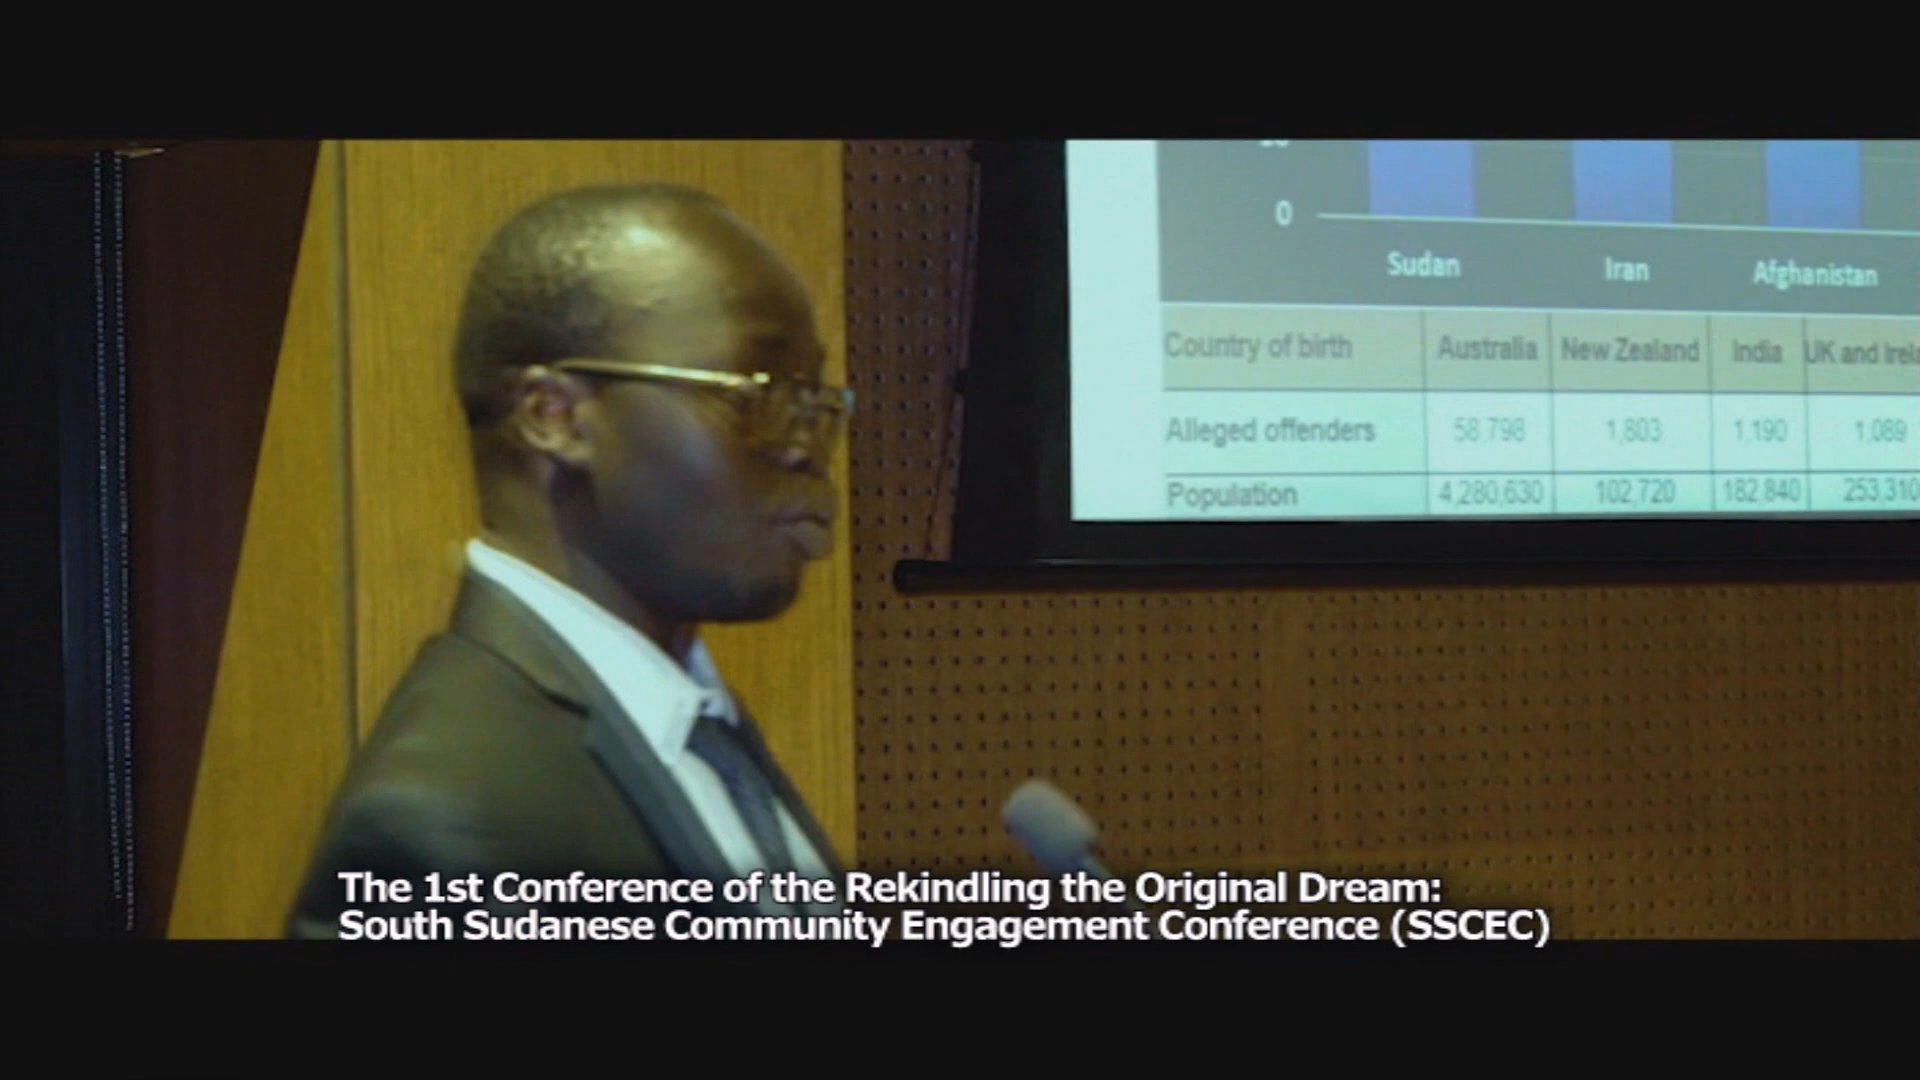 0
Sudan Iran Afghanistan
Country of birth Australia New Zealand India UK and
Alleged offenders 58,798 1,803 1,190 1,089
Population 4,280,630 102,720 182,840 253,310
The 1st Conference of the Rekindling the Original Dream:
South Sudanese Community Engagement Conference (SSCEC)